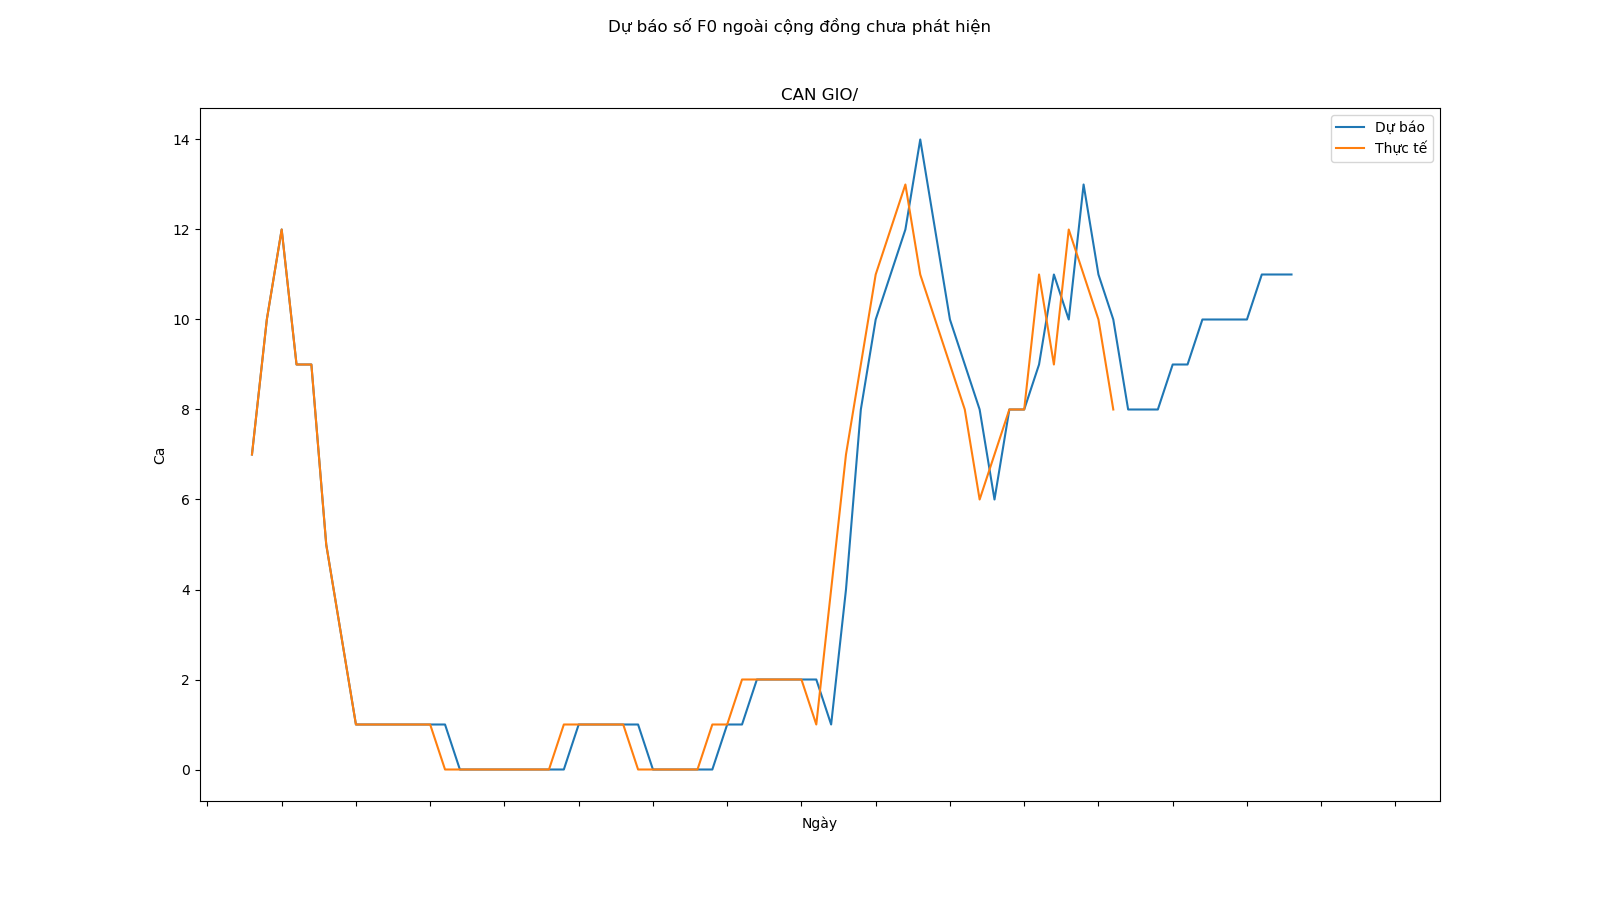 Dự báo số F0 ngoài cộng đồng chưa phát hiện
CAN GIO/
Dự báo
Thực tế
14
12
10
8
6
4
2
0
Ca
Ngày